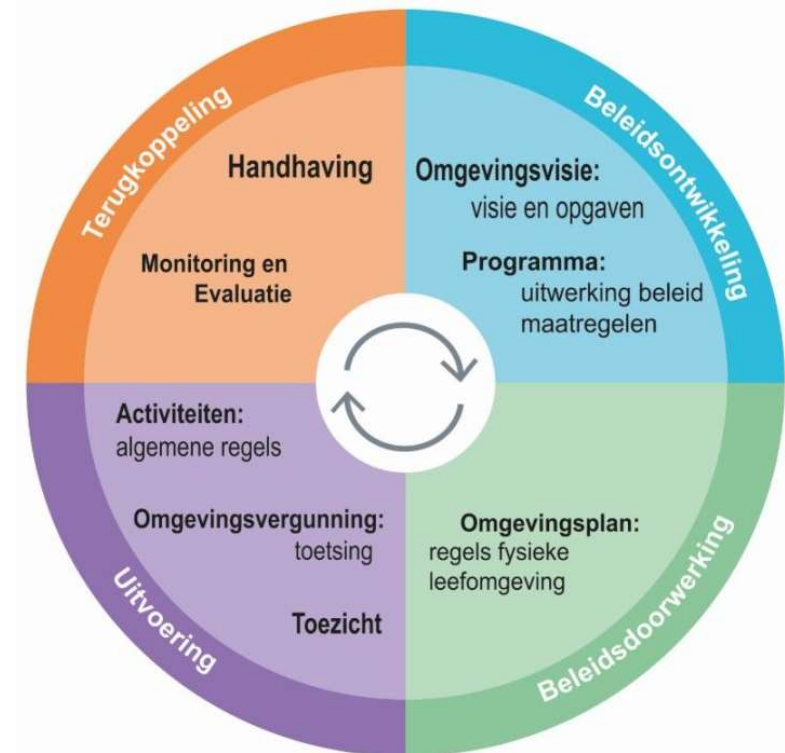 Terugkoppeling
Handhaving
Monitoring en
Evaluatie
Beleidsontwikkeling
Omgevingsvisie:
visie en opgaven
Programma:
uitwerking beleid
maatregelen
Beleidsdoorwerking
Omgevingsplan:
regels fysieke
leefomgeving
Uitvoering
Activiteiten:
algemene regels
Omgevingsvergunning:
toetsing
Toezicht